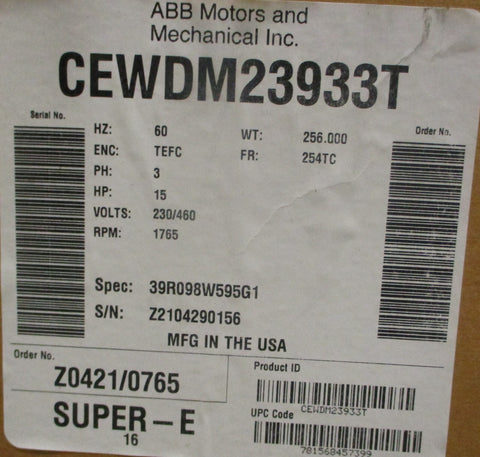 ABB Motors and
Mechanical Inc.
CEWDM23933T
Serial No.
Order No.
HZ: 60 WT: 256.000
ENC: TEFC FR: 254TC
PH: 3
HP: 15
VOLTS: 230/460
RPM: 1765
Spec: 39R098W595G1
S/N: Z2104290156
MFG IN THE USA
Order No.
Z0421/0765
SUPER-E
16
Product ID
CEWDM23933T
UPC Code
781568457399